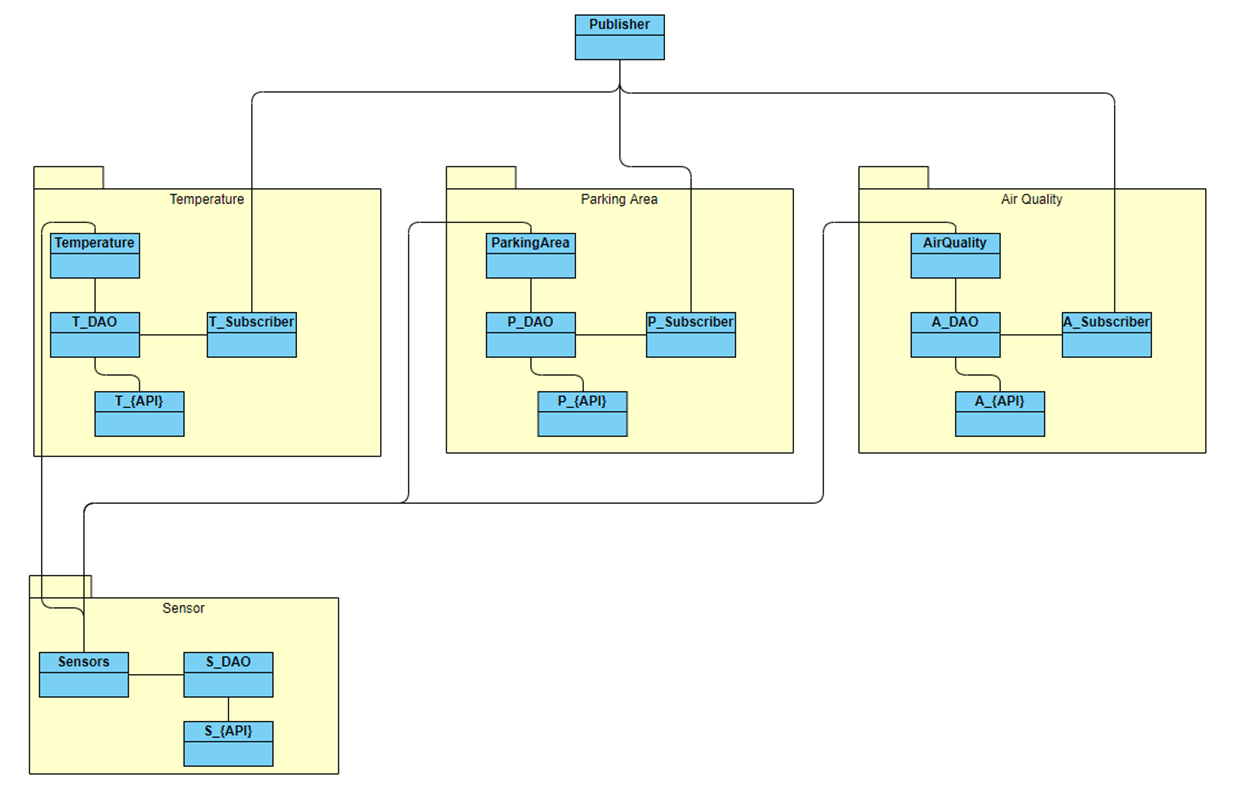 Publisher
Temperature
Parking Area
Air Quality
Temperature
ParkingArea
AirQuality
T_DAO
T_Subscriber
P_DAO
P_Subscriber
A_DAO
A_Subscriber
T_{API}
P_{API}
A_{API}
Sensor
Sensors
S_DAO
S_{API}